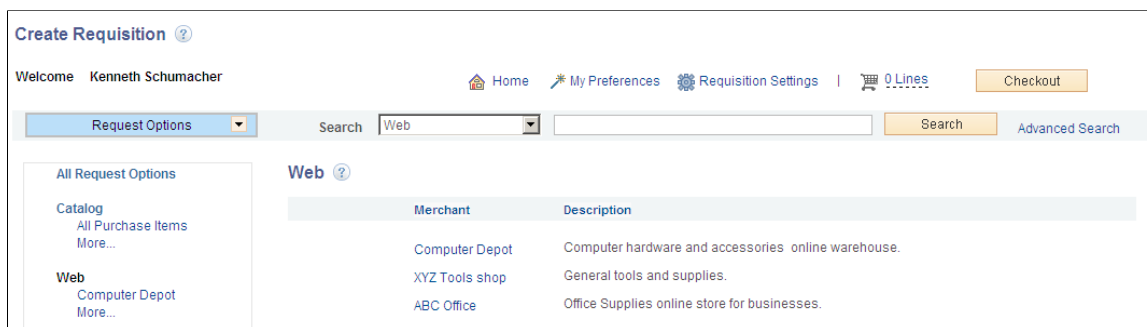 Create Requisition ?
Welcome Kenneth Schumacher Home My Preferences Requisition Settings | 0 Lines Checkout
Request Options Search Web Search Advanced Search
All Request Options
Catalog
All Purchase Items
More...
Web
Computer Depot
More...
Web ?
Merchant Description
Computer Depot Computer hardware and accessories online warehouse.
XYZ Tools shop General tools and supplies.
ABC Office Office Supplies online store for businesses.